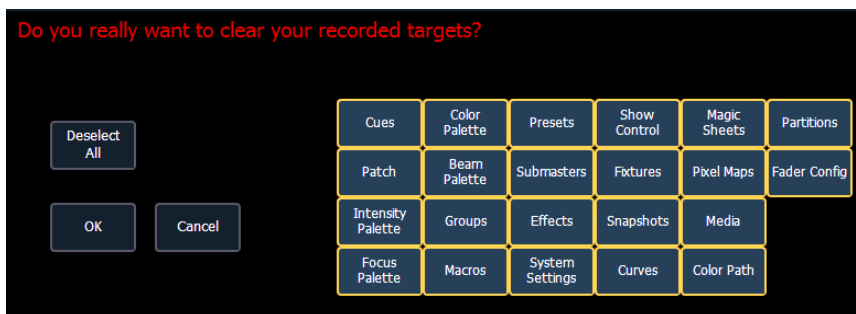 Do you really want to clear your recorded targets?
Cues
Color
Palette
Presets
Show
Control
Magic
Sheets
Partitions
Deselect
All
Patch
Beam
Palette
Submasters
Fixtures
Pixel Maps
Fader Config
OK
Cancel
Intensity
Palette
Groups
Effects
Snapshots
Media
Focus
Palette
Macros
System
Settings
Curves
Color Path